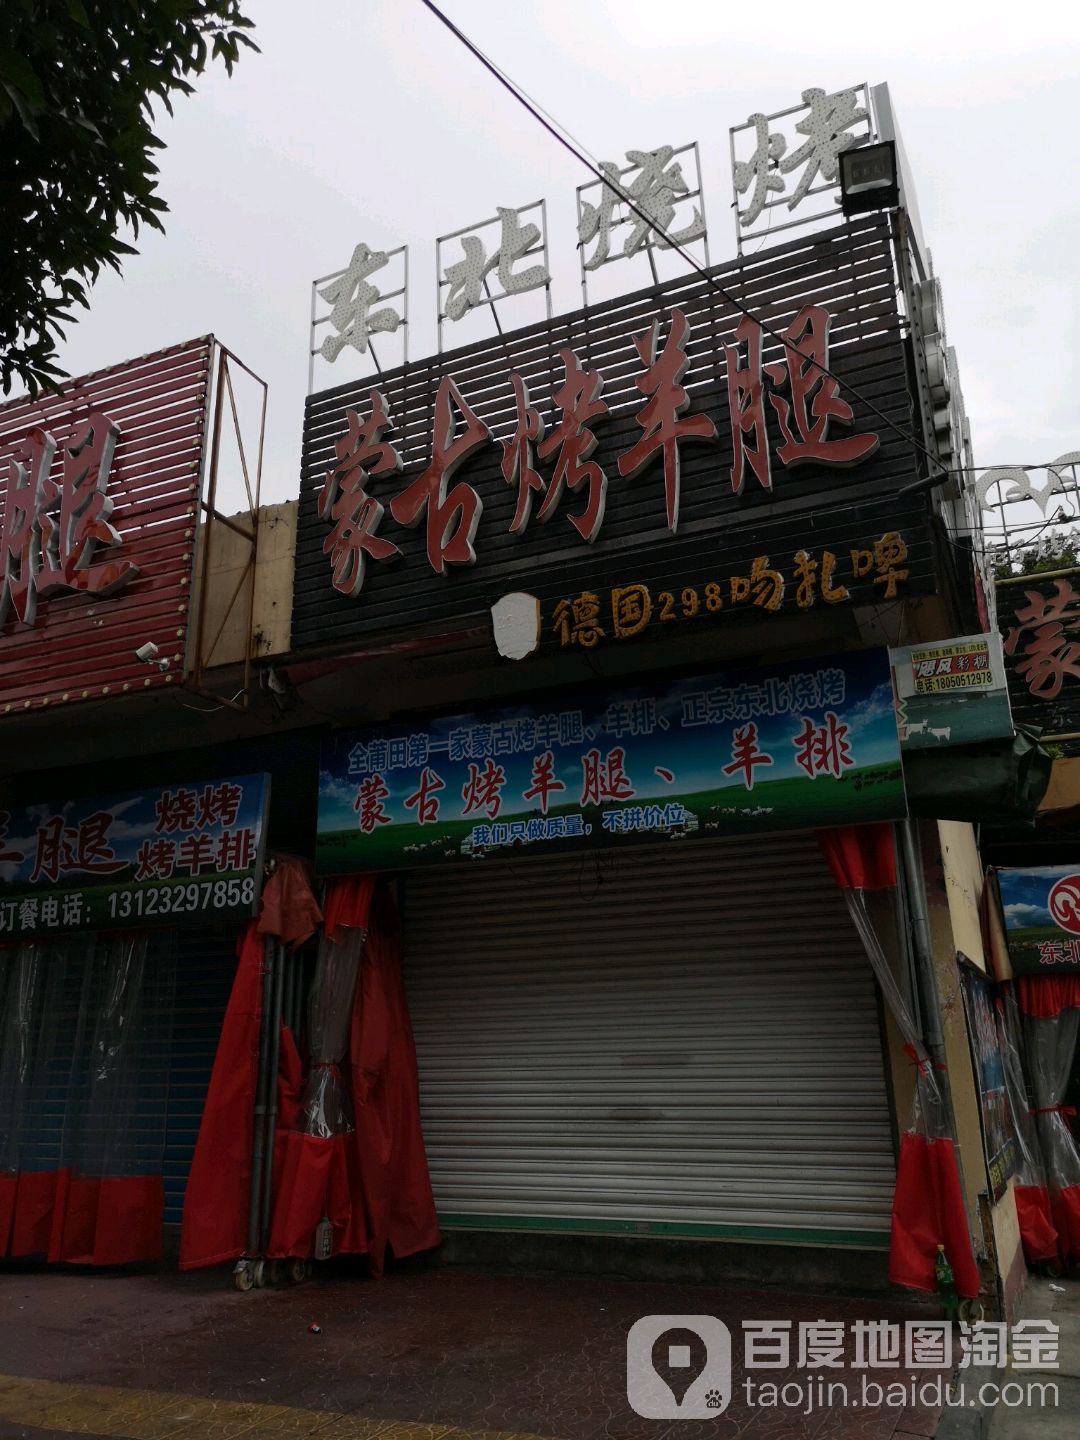 东北烧烤
蒙古烤羊腿
德国298吻扎啤
腿
全莆田第一家蒙古烤羊腿、羊排、正宗东北烧烤
蒙古烤羊腿、羊排
我们只做质量，不拼价位
飓风彩棚
电话:18050512978
蒙
羊腿
烧烤
烤羊排
订餐电话：13123297858
东北
百度地图淘金
taojin.baidu.com